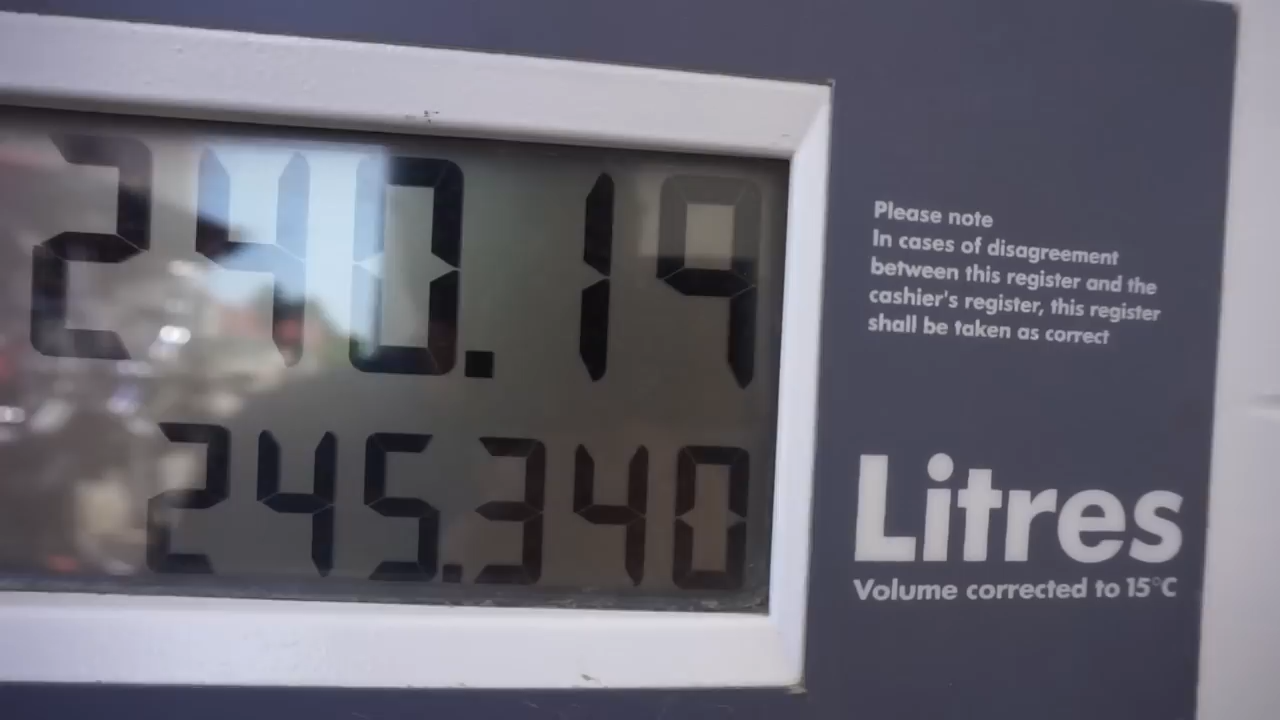 240.19
245.340
Please note
In cases of disagreement
between this register and the
cashier's register, this register
shall be taken as correct
Litres
Volume corrected to 15°C